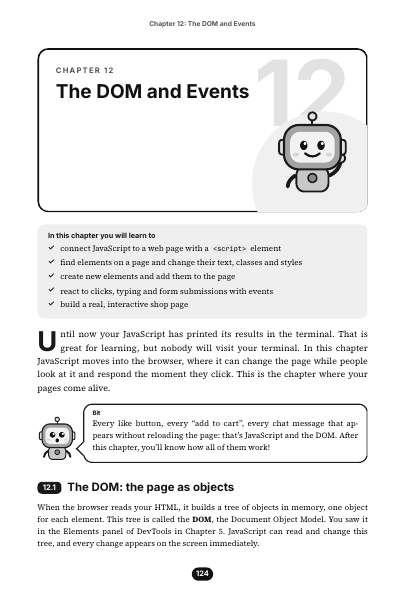 Chapter 12: The DOM and Events
CHAPTER 12
12
The DOM and Events
In this chapter you will learn to
✓ connect JavaScript to a web page with a <script> element
✓ find elements on a page and change their text, classes and styles
✓ create new elements and add them to the page
✓ react to clicks, typing and form submissions with events
✓ build a real, interactive shop page
Until now your JavaScript has printed its results in the terminal. That is
great for learning, but nobody will visit your terminal. In this chapter
JavaScript moves into the browser, where it can change the page while people
look at it and respond the moment they click. This is the chapter where your
pages come alive.
Bit
Every like button, every “add to cart”, every chat message that ap-
pears without reloading the page: that’s JavaScript and the DOM. After
this chapter, you’ll know how all of them work!
12.1 The DOM: the page as objects
When the browser reads your HTML, it builds a tree of objects in memory, one object
for each element. This tree is called the DOM, the Document Object Model. You saw it
in the Elements panel of DevTools in Chapter 5. JavaScript can read and change this
tree, and every change appears on the screen immediately.
124